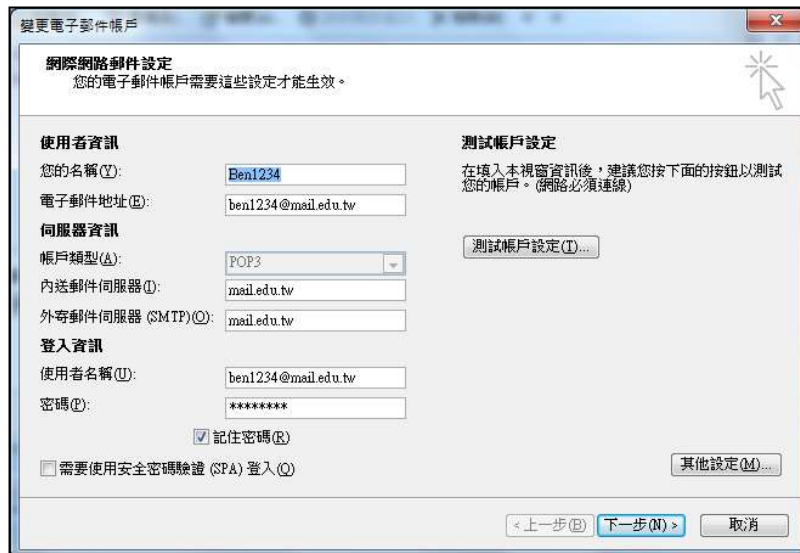 變更電子郵件帳戶
網際網路郵件設定
您的電子郵件帳戶需要這些設定才能生效。
使用者資訊
您的名稱(Y): Ben1234
電子郵件地址(E): ben1234@mail.edu.tw
伺服器資訊
帳戶類型(A): POP3
內送郵件伺服器(I): mail.edu.tw
外寄郵件伺服器 (SMTP)(O): mail.edu.tw
登入資訊
使用者名稱(U): ben1234@mail.edu.tw
密碼(P): ********
記住密碼(R)
需要使用安全密碼驗證 (SPA) 登入(Q)
測試帳戶設定
在填入本視窗資訊後，建議您按下面的按鈕以測試
您的帳戶。(網路必須連線)
測試帳戶設定(T)...
其他設定(M)...
<上一步(B) 下一步(N)> 取消